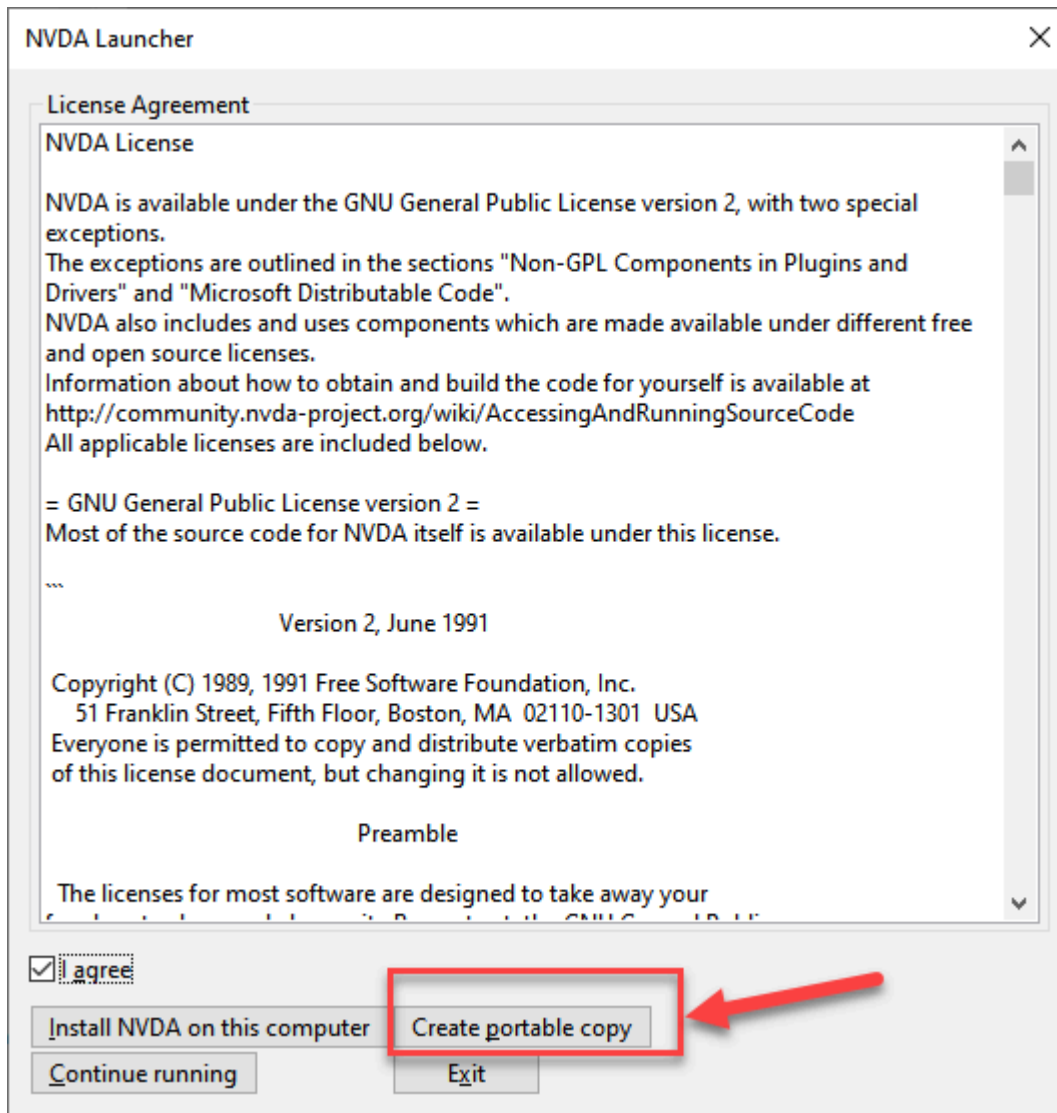 NVDA Launcher
License Agreement
NVDA License
NVDA is available under the GNU General Public License version 2, with two special
exceptions.
The exceptions are outlined in the sections "Non-GPL Components in Plugins and
Drivers" and "Microsoft Distributable Code".
NVDA also includes and uses components which are made available under different free
and open source licenses.
Information about how to obtain and build the code for yourself is available at
http://community.nvda-project.org/wiki/AccessingAndRunningSourceCode
All applicable licenses are included below.
= GNU General Public License version 2 =
Most of the source code for NVDA itself is available under this license.
```
Version 2, June 1991
Copyright (C) 1989, 1991 Free Software Foundation, Inc.
51 Franklin Street, Fifth Floor, Boston, MA  02110-1301  USA
Everyone is permitted to copy and distribute verbatim copies
of this license document, but changing it is not allowed.
Preamble
The licenses for most software are designed to take away your
I agree
Install NVDA on this computer
Create portable copy
Continue running
Exit